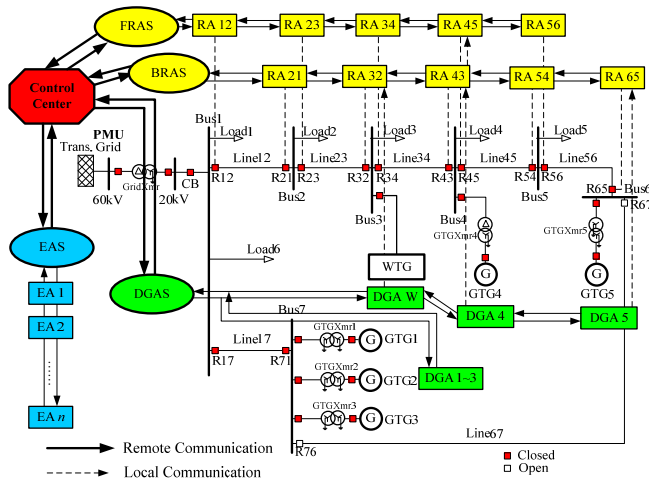 FRAS
RA 12
RA 23
RA 34
RA 45
RA 56
BRAS
RA 21
RA 32
RA 43
RA 54
RA 65
Control
Center
PMU
Trans. Grid
60kV
GridXmr
20kV
CB
Bus1
R12
Load1
Line12
R21
Bus2
Load2
R23
Line23
R32
Bus3
Load3
R34
Line34
R43
Bus4
Load4
R45
Line45
R54
Bus5
Load5
R56
Line56
R65
Bus6
R67
GTGXmr4
G
GTG4
GTGXmr5
G
GTG5
WTG
Load6
EAS
EA 1
EA 2
EA n
DGAS
DGA W
DGA 4
DGA 5
DGA 1~3
Bus7
R17
Line17
R71
GTGXmr1
G
GTG1
GTGXmr2
G
GTG2
GTGXmr3
G
GTG3
R76
Line67
Remote Communication
Local Communication
Closed
Open